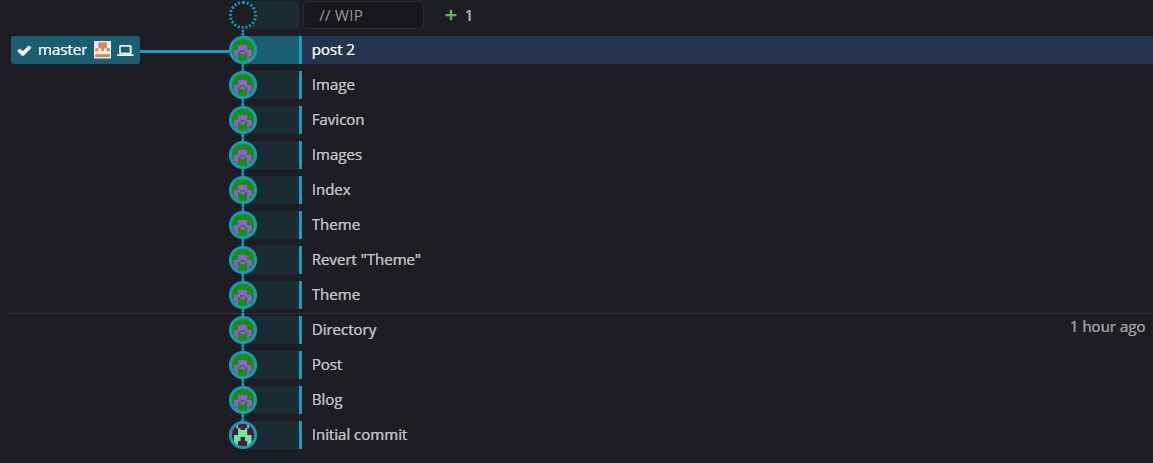 // WIP + 1
master post 2
Image
Favicon
Images
Index
Theme
Revert "Theme"
Theme
Directory 1 hour ago
Post
Blog
Initial commit